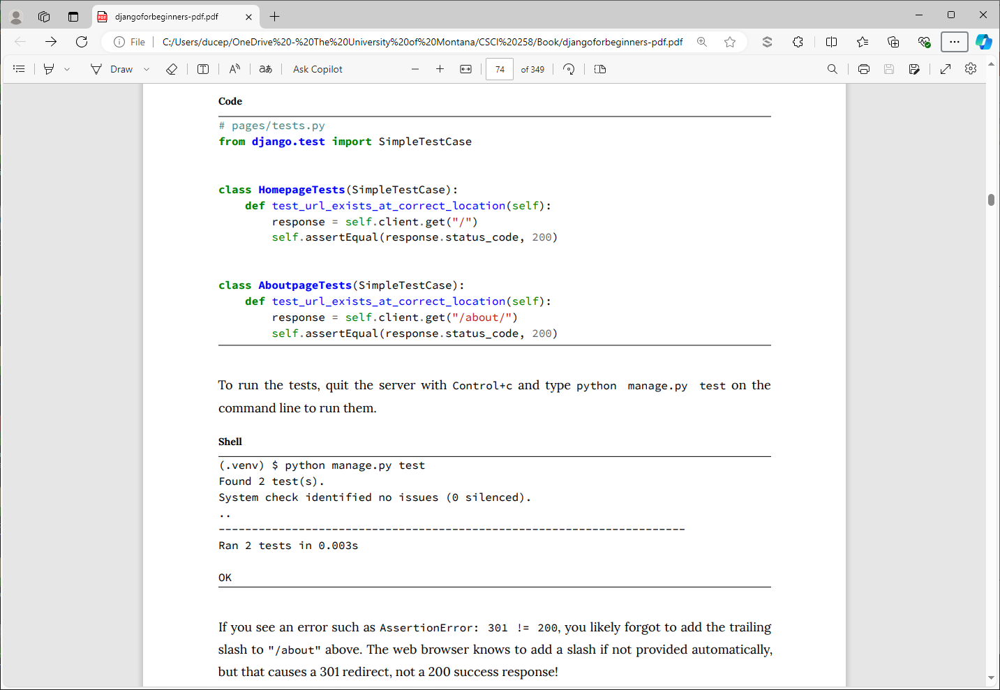 djangoforbeginners-pdf.pdf
File
C:/Users/ducep/OneDrive%20-%20The%20University%20of%20Montana/CSCI%20258/Book/djangoforbeginners-pdf.pdf
Draw
Ask Copilot
74 of 349
Code
# pages/tests.py
from django.test import SimpleTestCase
class HomepageTests(SimpleTestCase):
    def test_url_exists_at_correct_location(self):
        response = self.client.get("/")
        self.assertEqual(response.status_code, 200)
class AboutpageTests(SimpleTestCase):
    def test_url_exists_at_correct_location(self):
        response = self.client.get("/about/")
        self.assertEqual(response.status_code, 200)
To run the tests, quit the server with Control+c and type python manage.py test on the
command line to run them.
Shell
(.venv) $ python manage.py test
Found 2 test(s).
System check identified no issues (0 silenced).
..
----------------------------------------------------------------------
Ran 2 tests in 0.003s
OK
If you see an error such as AssertionError: 301 != 200, you likely forgot to add the trailing
slash to "/about" above. The web browser knows to add a slash if not provided automatically,
but that causes a 301 redirect, not a 200 success response!